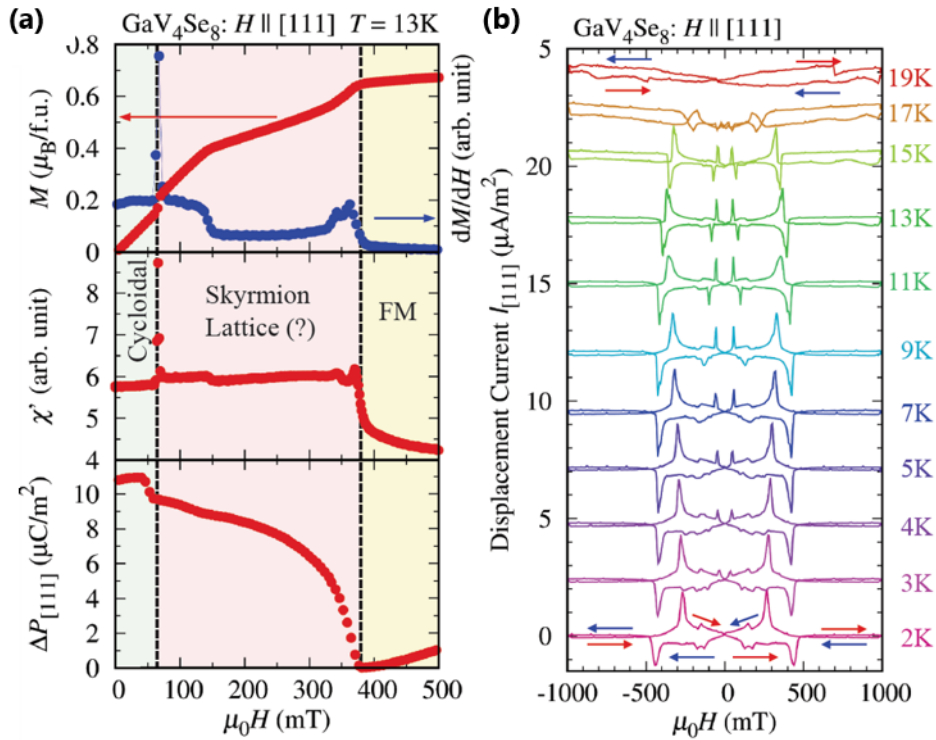 (a)
GaV₄Se₈: H || [111] T = 13K
0.8
0.6
0.4
0.2
0
M (μB/f.u.)
dM/dH (arb. unit)
8
7
6
5
4
χ' (arb. unit)
Cycloidal
Skyrmion
Lattice (?)
FM
10
8
6
4
2
0
ΔP[111] (μC/m²)
0 100 200 300 400 500
μ₀H (mT)
(b)
GaV₄Se₈: H || [111]
25
20
15
10
5
0
Displacement Current I[111] (μA/m²)
19K
17K
15K
13K
11K
9K
7K
5K
4K
3K
2K
-1000 -500 0 500 1000
μ₀H (mT)